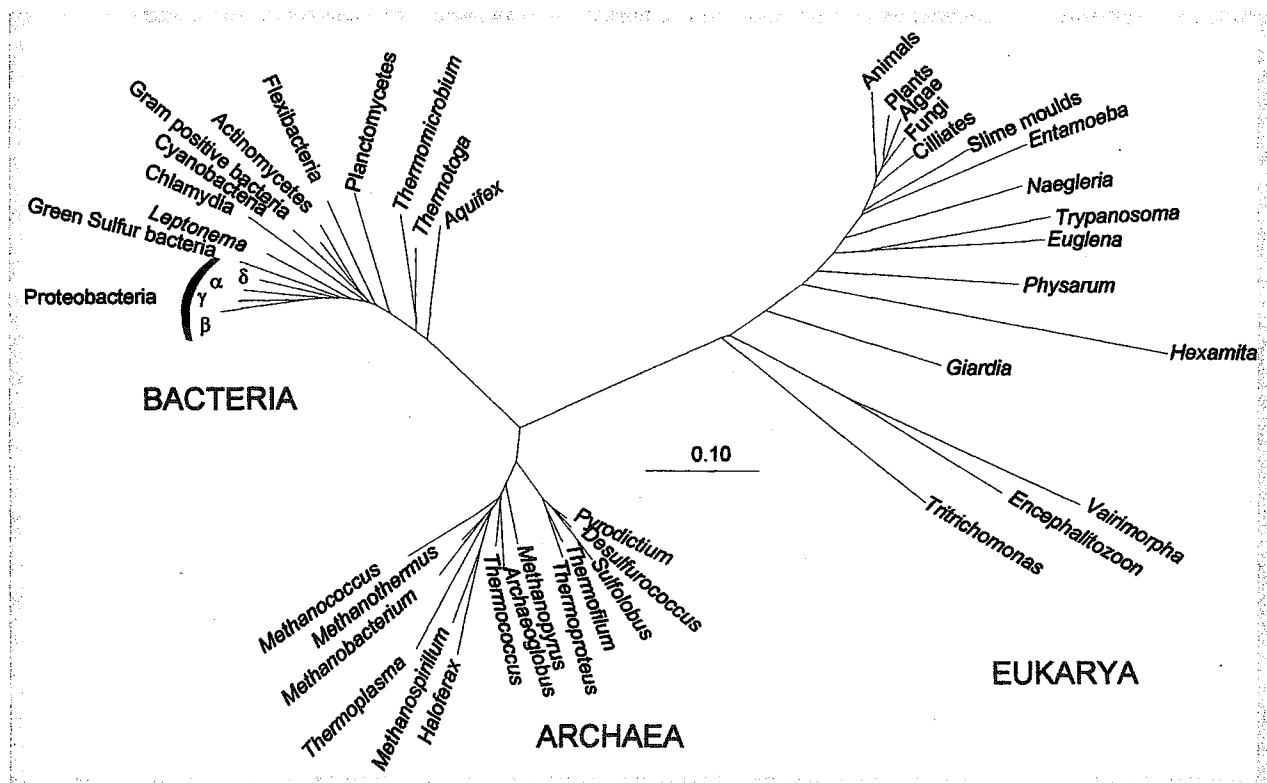 Animals
Plants
Algae
Fungi
Cilliates
Slime moulds
Entamoeba
Naegleria
Trypanosoma
Euglena
Physarum
Hexamita
Giardia
Vairimorpha
Encephalitozoon
Tritrichomonas
EUKARYA
Planctomycetes
Thermomicrobium
Thermotoga
Aquifex
Flexibacteria
Actinomycetes
Gram positive bacteria
Cyanobacteria
Chlamydia
Leptonema
Green Sulfur bacteria
Proteobacteria
α
δ
γ
β
BACTERIA
0.10
Pyrodictium
Desulfurococcus
Sulfolobus
Thermofilum
Thermoproteus
Methanopyrus
Archaeoglobus
Thermococcus
Methanococcus
Methanothermus
Methanobacterium
Thermoplasma
Methanospirillum
Haloferax
ARCHAEA